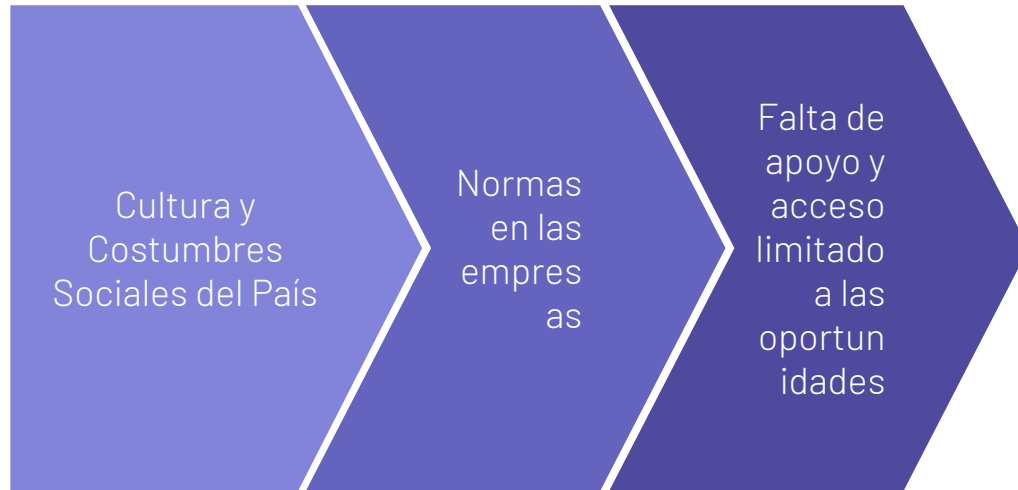 Cultura y
Costumbres
Sociales del País
Normas
en las
empres
as
Falta de
apoyo y
acceso
limitado
a las
oportun
idades